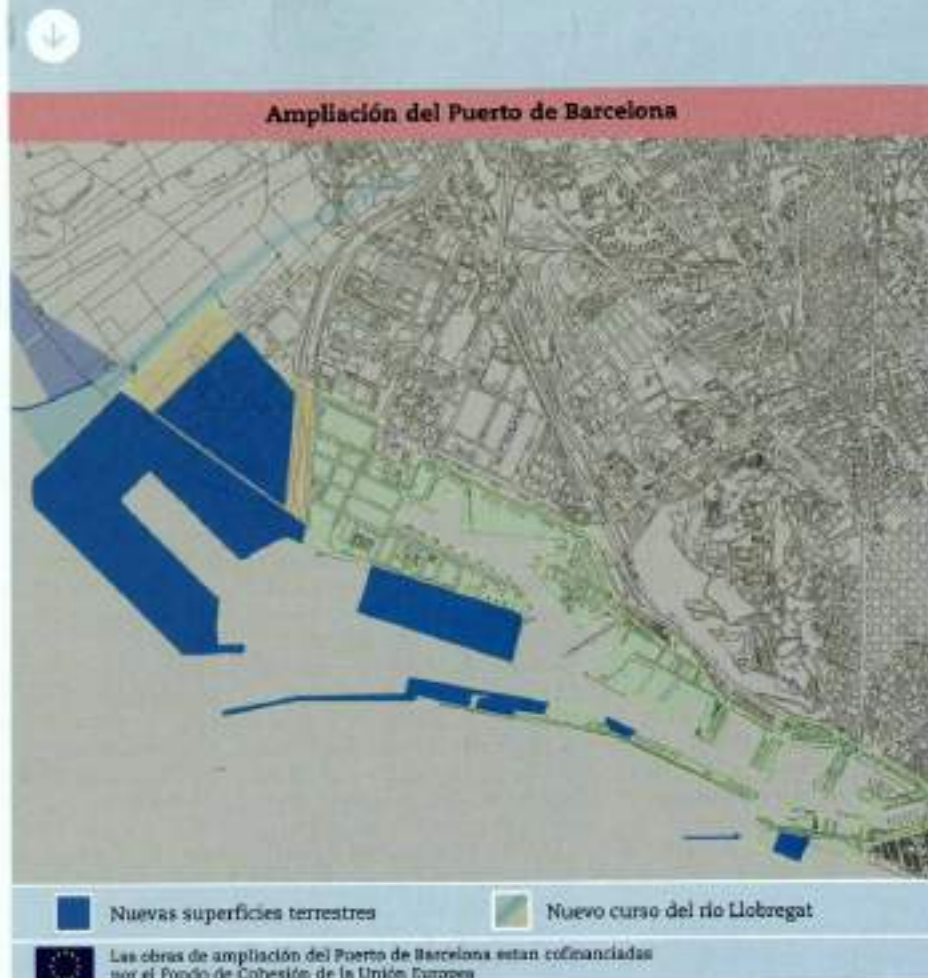 Ampliación del Puerto de Barcelona
Nuevas superficies terrestres
Nuevo curso del río Llobregat
Las obras de ampliación del Puerto de Barcelona estan cofinanciadas
por el Fondo de Cohesión de la Unión Europea